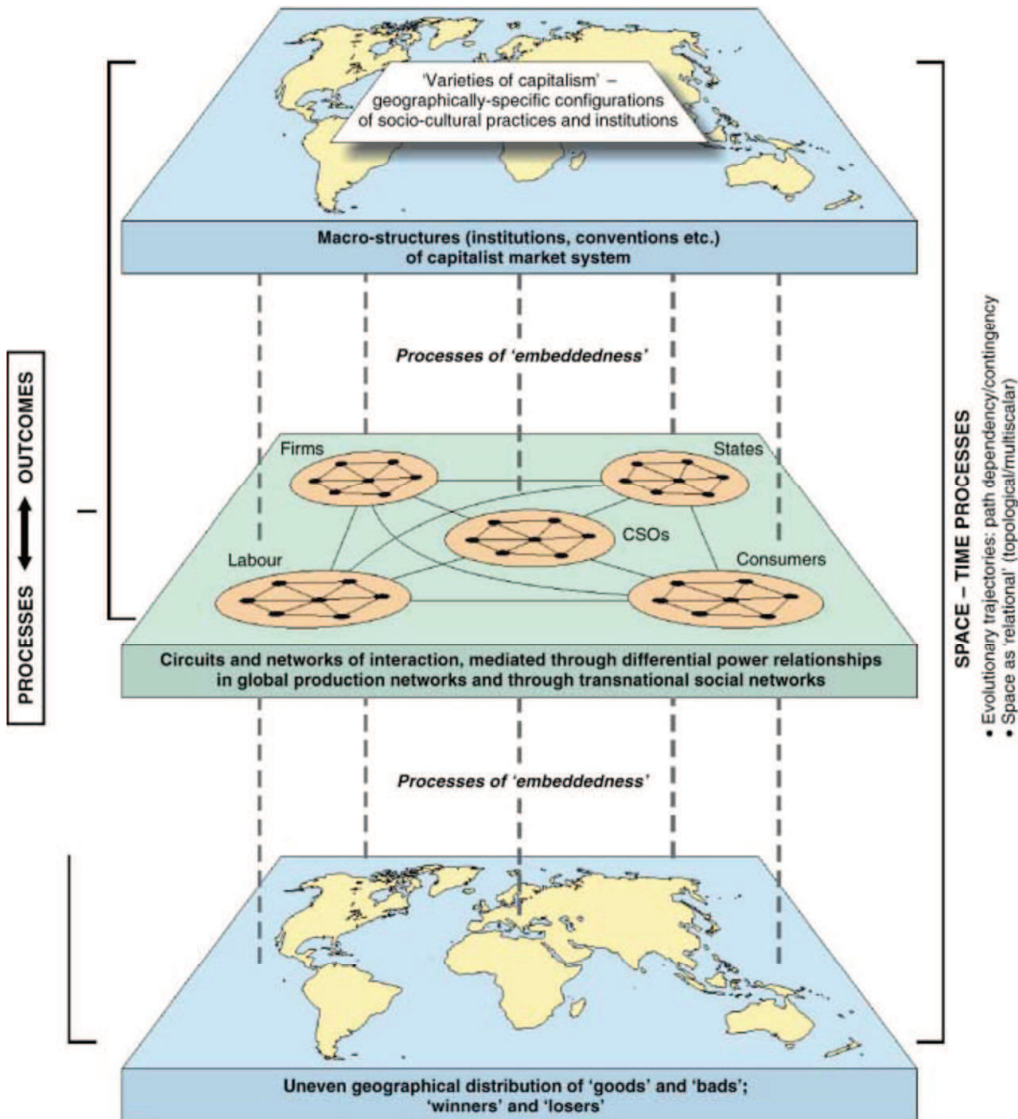 'Varieties of capitalism' –
geographically-specific configurations
of socio-cultural practices and institutions
Macro-structures (institutions, conventions etc.)
of capitalist market system
Processes of 'embeddedness'
Firms
States
CSOs
Labour
Consumers
Circuits and networks of interaction, mediated through differential power relationships
in global production networks and through transnational social networks
Processes of 'embeddedness'
Uneven geographical distribution of 'goods' and 'bads';
'winners' and 'losers'
PROCESSES ⟷ OUTCOMES
SPACE – TIME PROCESSES
• Evolutionary trajectories: path dependency/contingency
• Space as 'relational' (topological/multiscalar)